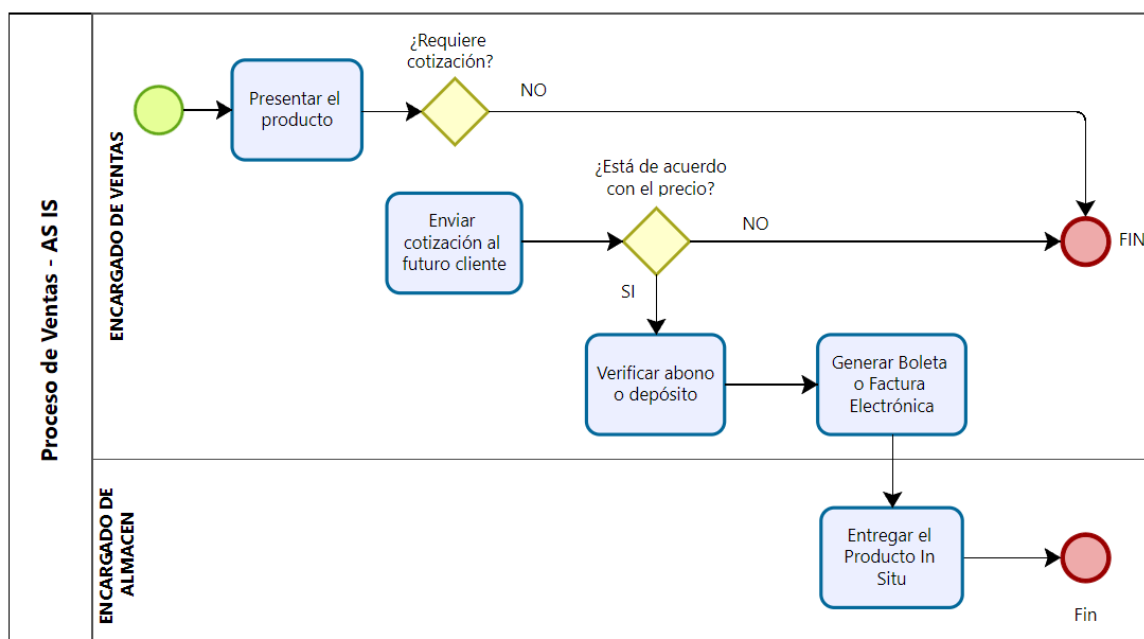 Proceso de Ventas - AS IS
ENCARGADO DE VENTAS
Presentar el
producto
¿Requiere
cotización?
NO
Enviar
cotización al
futuro cliente
¿Está de acuerdo
con el precio?
NO
FIN
SI
Verificar abono
o depósito
Generar Boleta
o Factura
Electrónica
ENCARGADO DE
ALMACEN
Entregar el
Producto In
Situ
Fin